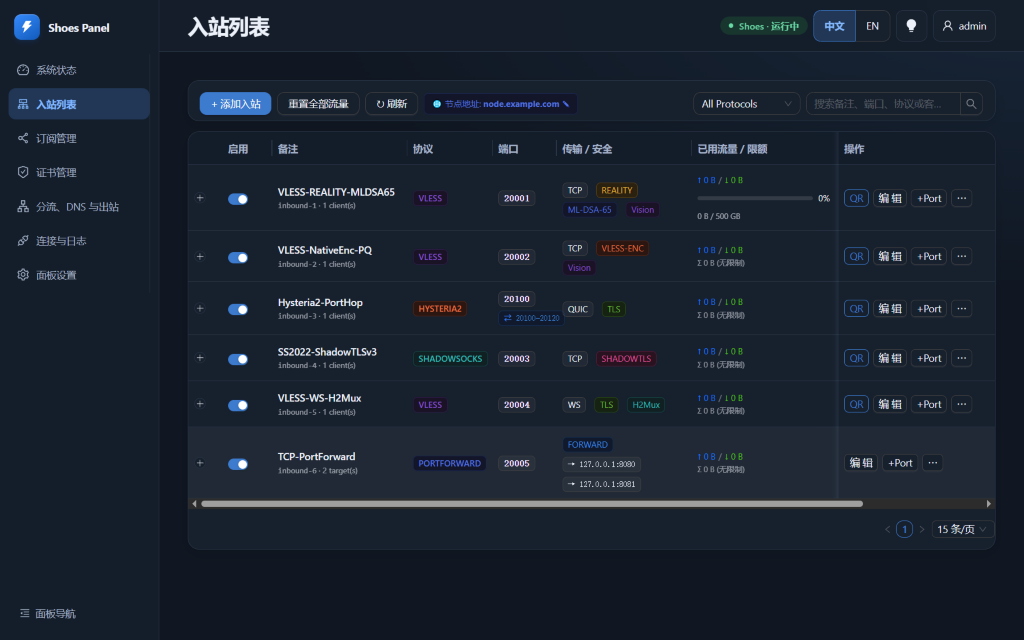 Shoes Panel
入站列表
Shoes · 运行中
中文
EN
admin
系统状态
入站列表
订阅管理
证书管理
分流、DNS 与出站
连接与日志
面板设置
面板导航
+ 添加入站
重置全部流量
刷新
节点地址: node.example.com
All Protocols
搜索备注、端口、协议或客...
启用 备注 协议 端口 传输 / 安全 已用流量 / 限额 操作
VLESS-REALITY-MLDSA65
inbound-1 · 1 client(s)
VLESS
20001
TCP REALITY
ML-DSA-65 Vision
↑ 0 B / ↓ 0 B
0%
0 B / 500 GB
QR 编 辑 +Port ···
VLESS-NativeEnc-PQ
inbound-2 · 1 client(s)
VLESS
20002
TCP VLESS-ENC
Vision
↑ 0 B / ↓ 0 B
Σ 0 B (无限制)
QR 编 辑 +Port ···
Hysteria2-PortHop
inbound-3 · 1 client(s)
HYSTERIA2
20100
⇄ 20100-20120
QUIC TLS
↑ 0 B / ↓ 0 B
Σ 0 B (无限制)
QR 编 辑 +Port ···
SS2022-ShadowTLSv3
inbound-4 · 1 client(s)
SHADOWSOCKS
20003
TCP SHADOWTLS
↑ 0 B / ↓ 0 B
Σ 0 B (无限制)
QR 编 辑 +Port ···
VLESS-WS-H2Mux
inbound-5 · 1 client(s)
VLESS
20004
WS TLS H2Mux
↑ 0 B / ↓ 0 B
Σ 0 B (无限制)
QR 编 辑 +Port ···
TCP-PortForward
inbound-6 · 2 target(s)
PORTFORWARD
20005
FORWARD
→ 127.0.0.1:8080
→ 127.0.0.1:8081
↑ 0 B / ↓ 0 B
Σ 0 B (无限制)
编 辑 +Port ···
1
15 条/页